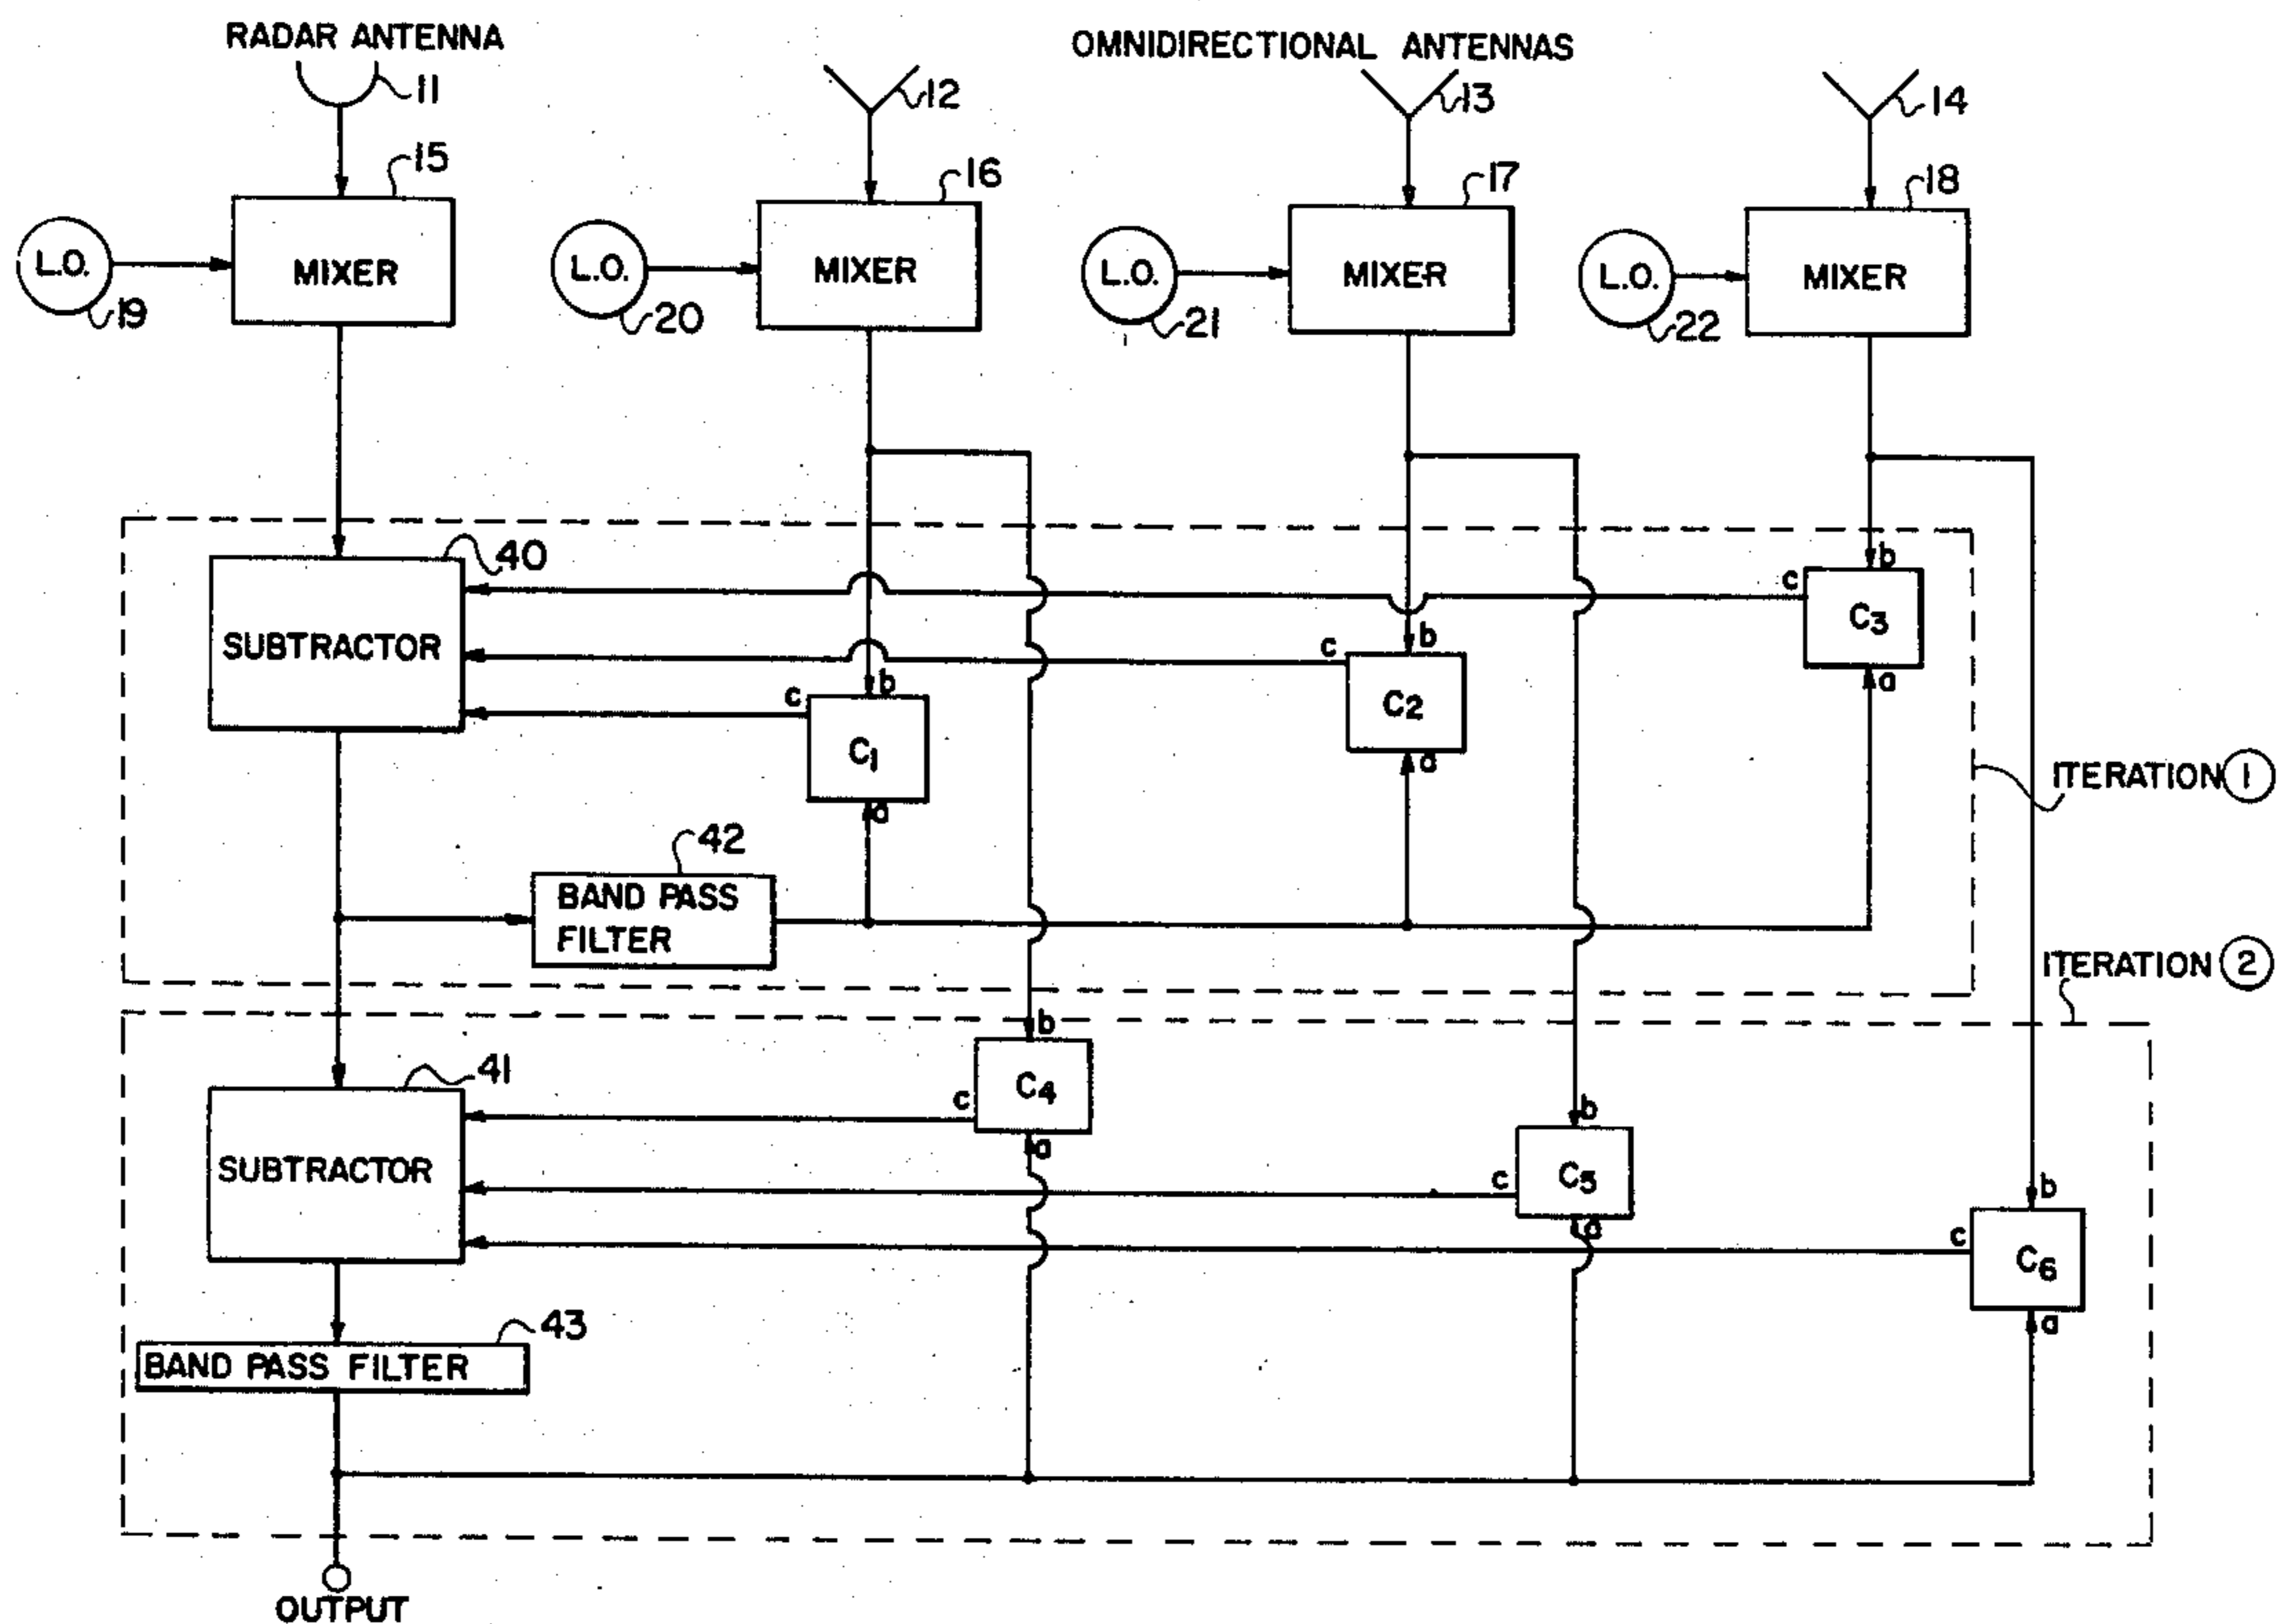 RADAR ANTENNA
OMNIDIRECTIONAL ANTENNAS
11
12
13
14
15
16
17
18
L.O.
MIXER
L.O.
MIXER
L.O.
MIXER
L.O.
MIXER
19
20
21
22
40
b
c
C3
a
SUBTRACTOR
b
c
C2
a
b
c
C1
a
ITERATION 1
42
BAND PASS
FILTER
ITERATION 2
b
41
C4
c
a
b
SUBTRACTOR
C5
c
a
b
c
C6
a
43
BAND PASS FILTER
OUTPUT